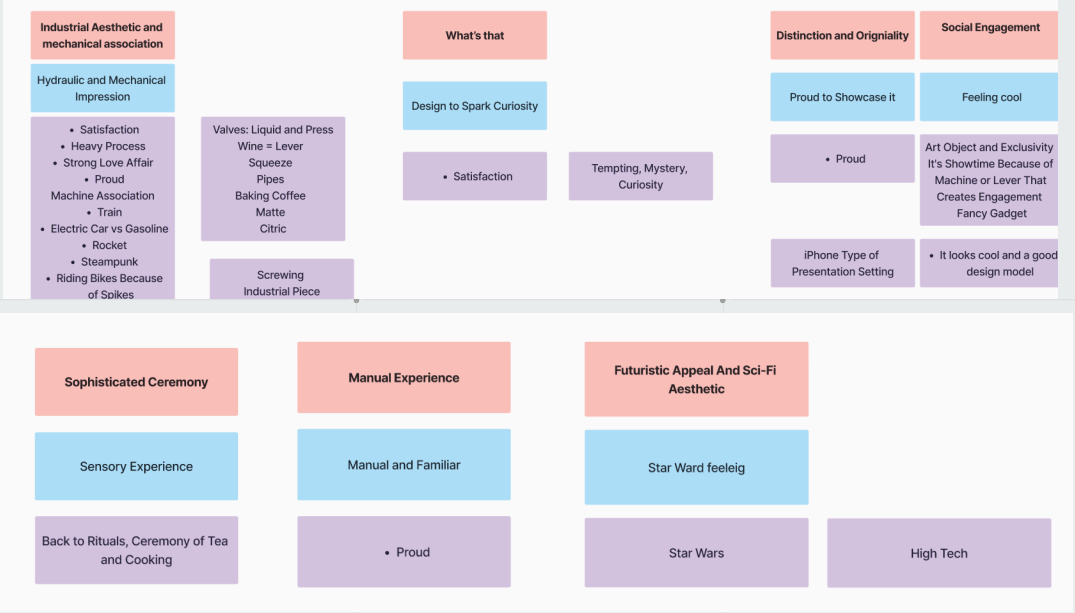 Industrial Aesthetic and
mechanical association
Hydraulic and Mechanical
Impression
• Satisfaction
• Heavy Process
• Strong Love Affair
• Proud
Machine Association
• Train
• Electric Car vs Gasoline
• Rocket
• Steampunk
• Riding Bikes Because
of Spikes
Valves: Liquid and Press
Wine = Lever
Squeeze
Pipes
Baking Coffee
Matte
Citric
Screwing
Industrial Piece
What's that
Design to Spark Curiosity
• Satisfaction
Tempting, Mystery,
Curiosity
Distinction and Origniality
Proud to Showcase it
• Proud
iPhone Type of
Presentation Setting
Social Engagement
Feeling cool
Art Object and Exclusivity
It's Showtime Because of
Machine or Lever That
Creates Engagement
Fancy Gadget
• It looks cool and a good
design model
Sophisticated Ceremony
Sensory Experience
Back to Rituals, Ceremony of Tea
and Cooking
Manual Experience
Manual and Familiar
• Proud
Futuristic Appeal And Sci-Fi
Aesthetic
Star Ward feeleig
Star Wars
High Tech